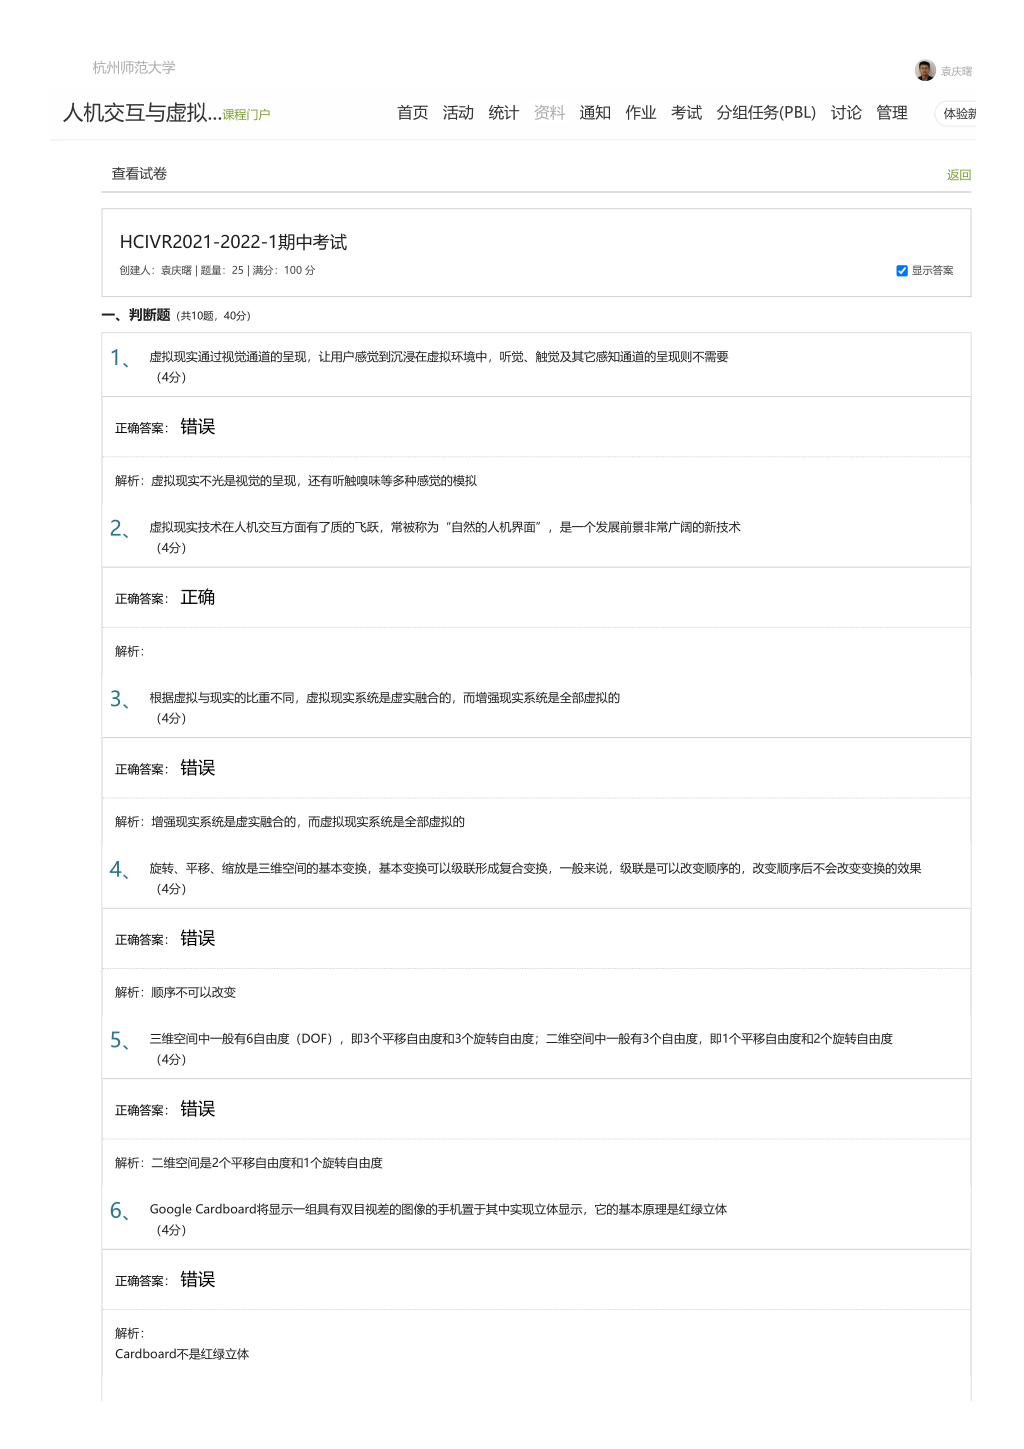 杭州师范大学
袁庆曙
人机交互与虚拟...课程门户 首页 活动 统计 资料 通知 作业 考试 分组任务(PBL) 讨论 管理 体验新
查看试卷 返回
HCIVR2021-2022-1期中考试
创建人：袁庆曙 | 题量：25 | 满分：100 分 显示答案
一、判断题（共10题，40分）
1、 虚拟现实通过视觉通道的呈现，让用户感觉到沉浸在虚拟环境中，听觉、触觉及其它感知通道的呈现则不需要
（4分）
正确答案： 错误
解析：虚拟现实不光是视觉的呈现，还有听触嗅味等多种感觉的模拟
2、 虚拟现实技术在人机交互方面有了质的飞跃，常被称为“自然的人机界面”，是一个发展前景非常广阔的新技术
（4分）
正确答案： 正确
解析：
3、 根据虚拟与现实的比重不同，虚拟现实系统是虚实融合的，而增强现实系统是全部虚拟的
（4分）
正确答案： 错误
解析：增强现实系统是虚实融合的，而虚拟现实系统是全部虚拟的
4、 旋转、平移、缩放是三维空间的基本变换，基本变换可以级联形成复合变换，一般来说，级联是可以改变顺序的，改变顺序后不会改变变换的效果
（4分）
正确答案： 错误
解析：顺序不可以改变
5、 三维空间中一般有6自由度（DOF），即3个平移自由度和3个旋转自由度；二维空间中一般有3个自由度，即1个平移自由度和2个旋转自由度
（4分）
正确答案： 错误
解析：二维空间是2个平移自由度和1个旋转自由度
6、 Google Cardboard将显示一组具有双目视差的图像的手机置于其中实现立体显示，它的基本原理是红绿立体
（4分）
正确答案： 错误
解析：
Cardboard不是红绿立体